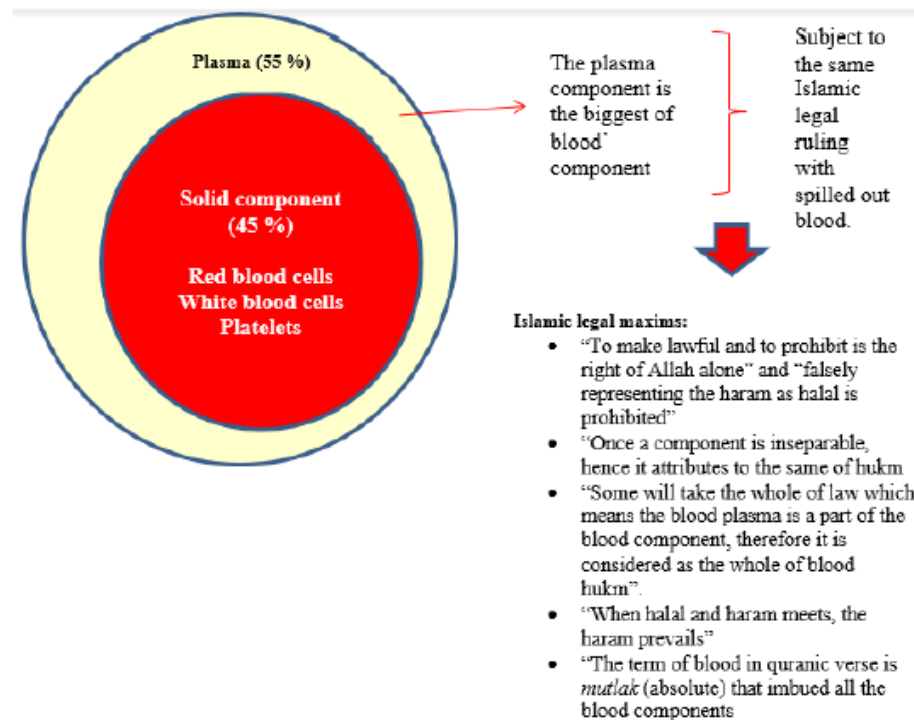 Plasma (55 %)
Solid component
(45 %)
Red blood cells
White blood cells
Platelets
The plasma
component is
the biggest of
blood’
component
Subject to
the same
Islamic
legal
ruling
with
spilled out
blood.
Islamic legal maxims:
• “To make lawful and to prohibit is the
right of Allah alone” and “falsely
representing the haram as halal is
prohibited”
• “Once a component is inseparable,
hence it attributes to the same of hukm
• “Some will take the whole of law which
means the blood plasma is a part of the
blood component, therefore it is
considered as the whole of blood
hukm”.
• “When halal and haram meets, the
haram prevails”
• “The term of blood in quranic verse is
mutlak (absolute) that imbued all the
blood components